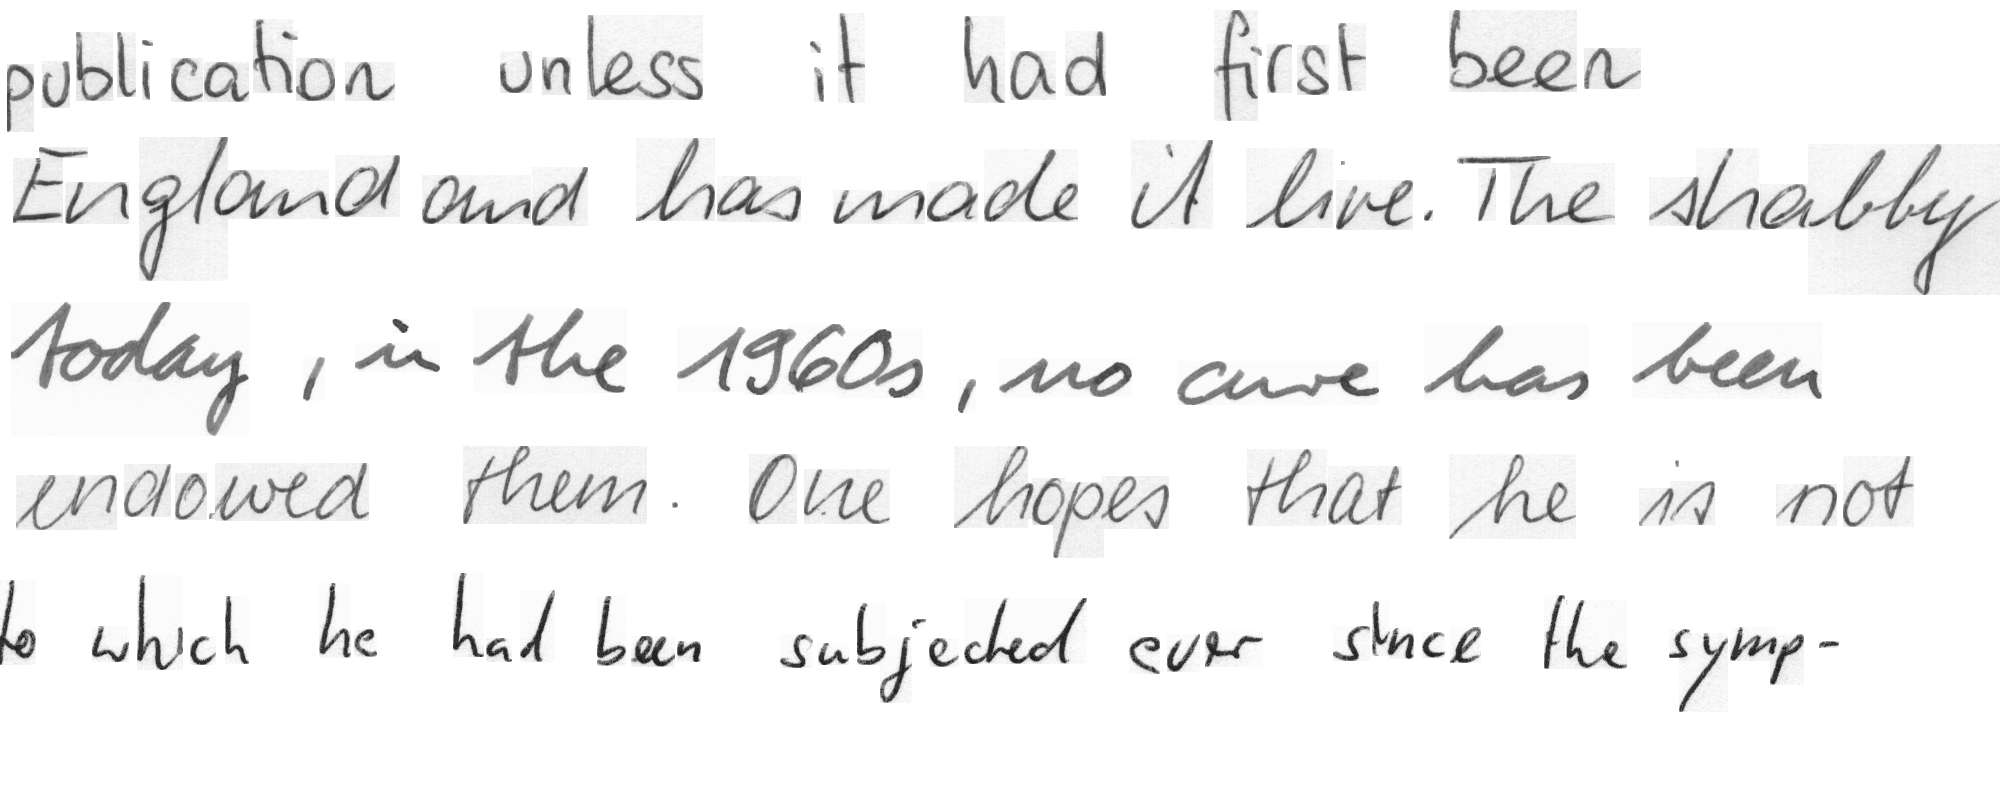 publication unless it had first been
England and has made it live. The shabby
today, in the 1960s, no cure has been
endowed them. One hopes that he is not
to which he had been subjected ever since the symp-